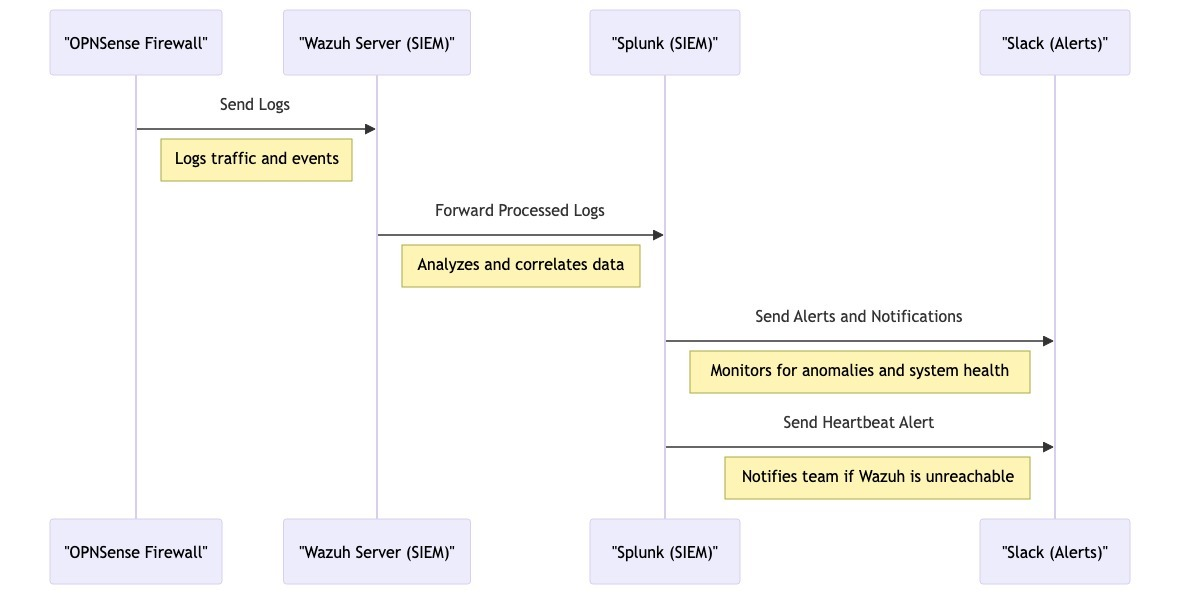 "OPNSense Firewall"
"Wazuh Server (SIEM)"
"Splunk (SIEM)"
"Slack (Alerts)"
Send Logs
Logs traffic and events
Forward Processed Logs
Analyzes and correlates data
Send Alerts and Notifications
Monitors for anomalies and system health
Send Heartbeat Alert
Notifies team if Wazuh is unreachable
"OPNSense Firewall"
"Wazuh Server (SIEM)"
"Splunk (SIEM)"
"Slack (Alerts)"